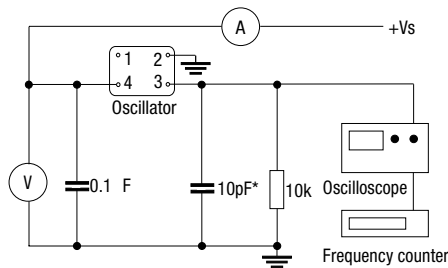 A
+Vs
1 2
4 3
Oscillator
V
0.1 F
10pF*
10k
Oscilloscope
Frequency counter